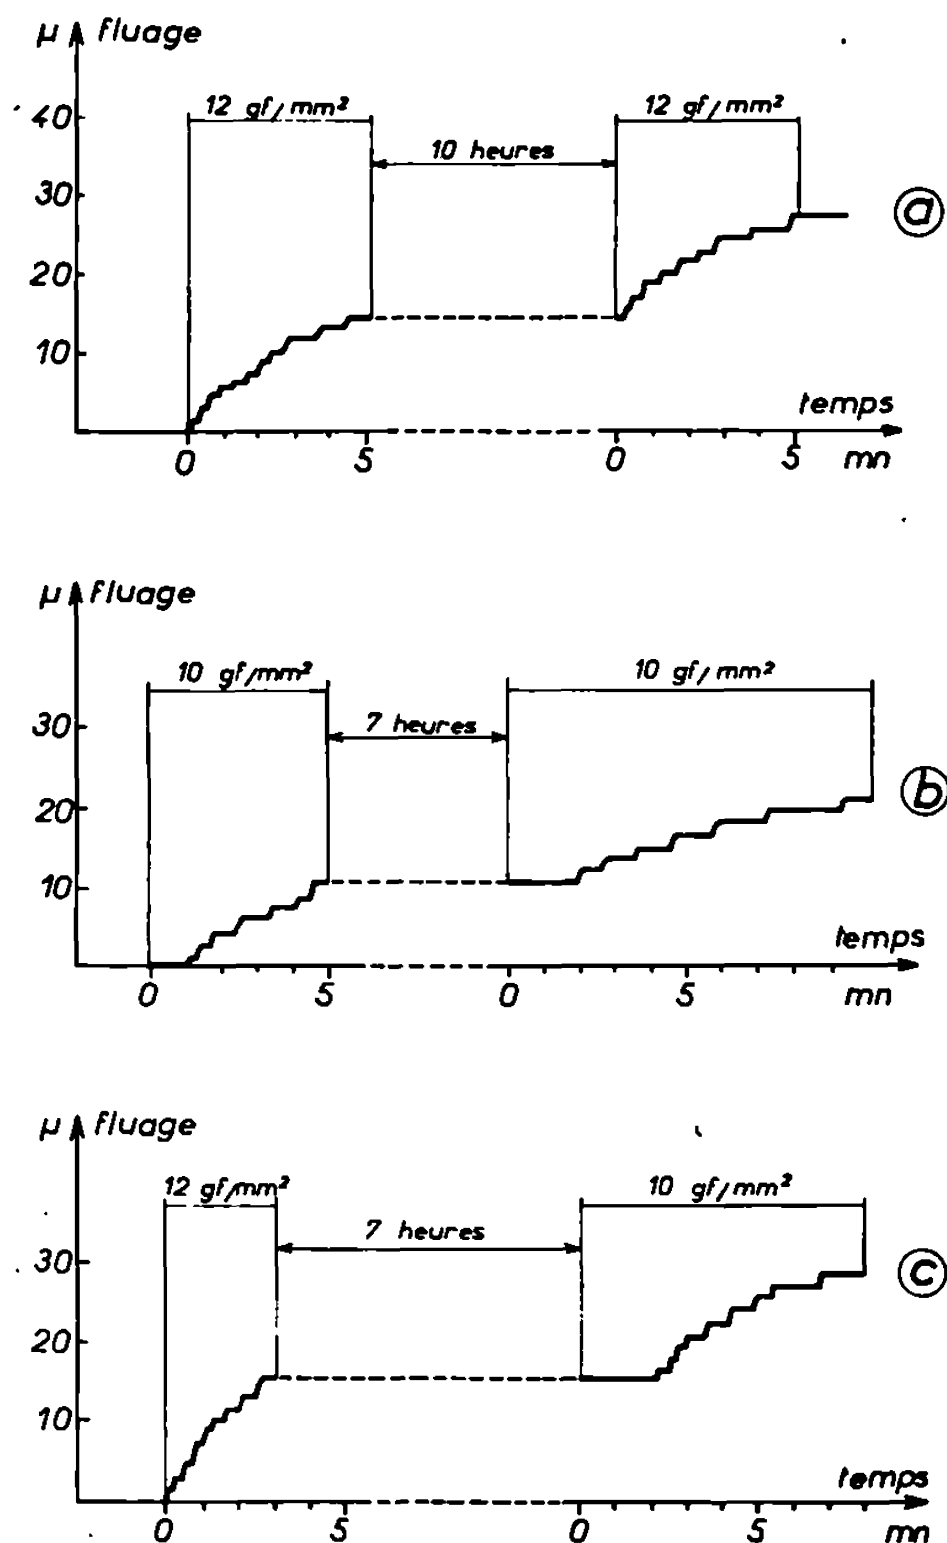 μ fluage
12 gf/mm² 12 gf/mm²
40
10 heures
30
a
20
10
temps
0 5 0 5 mn
μ fluage
10 gf/mm² 10 gf/mm²
30
7 heures
b
20
10
temps
0 5 0 5 mn
μ fluage
12 gf/mm² 10 gf/mm²
7 heures
30
c
20
10
temps
0 5 0 5 mn